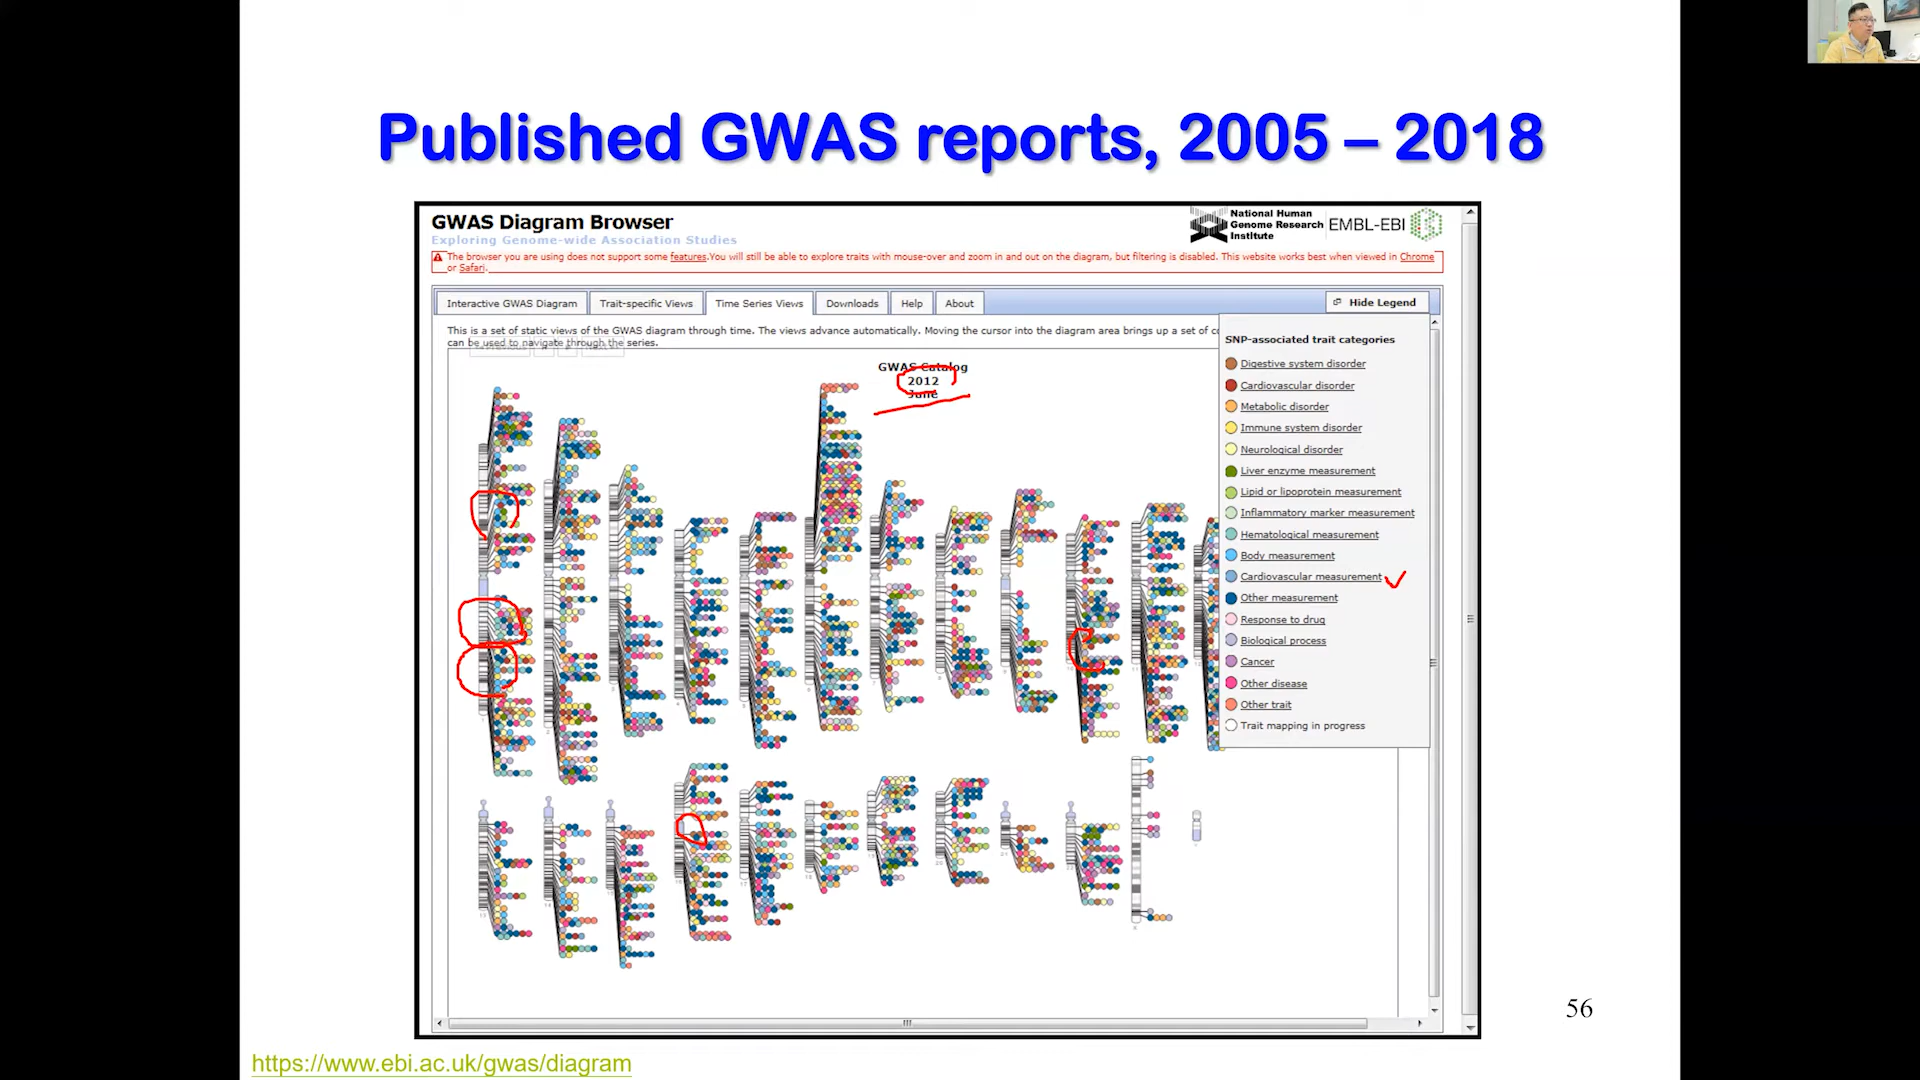 Published GWAS reports, 2005 – 2018
GWAS Diagram Browser
Exploring Genome-wide Association Studies
National Human
Genome Research
Institute
EMBL-EBI
The browser you are using does not support some features.You will still be able to explore traits with mouse-over and zoom in and out on the diagram, but filtering is disabled. This website works best when viewed in Chrome
or Safari.
Interactive GWAS Diagram
Trait-specific Views
Time Series Views
Downloads
Help
About
Hide Legend
This is a set of static views of the GWAS diagram through time. The views advance automatically. Moving the cursor into the diagram area brings up a set of
can be used to navigate through the series.
GWAS Catalog
2012
June
SNP-associated trait categories
Digestive system disorder
Cardiovascular disorder
Metabolic disorder
Immune system disorder
Neurological disorder
Liver enzyme measurement
Lipid or lipoprotein measurement
Inflammatory marker measurement
Hematological measurement
Body measurement
Cardiovascular measurement
Other measurement
Response to drug
Biological process
Cancer
Other disease
Other trait
Trait mapping in progress
56
https://www.ebi.ac.uk/gwas/diagram